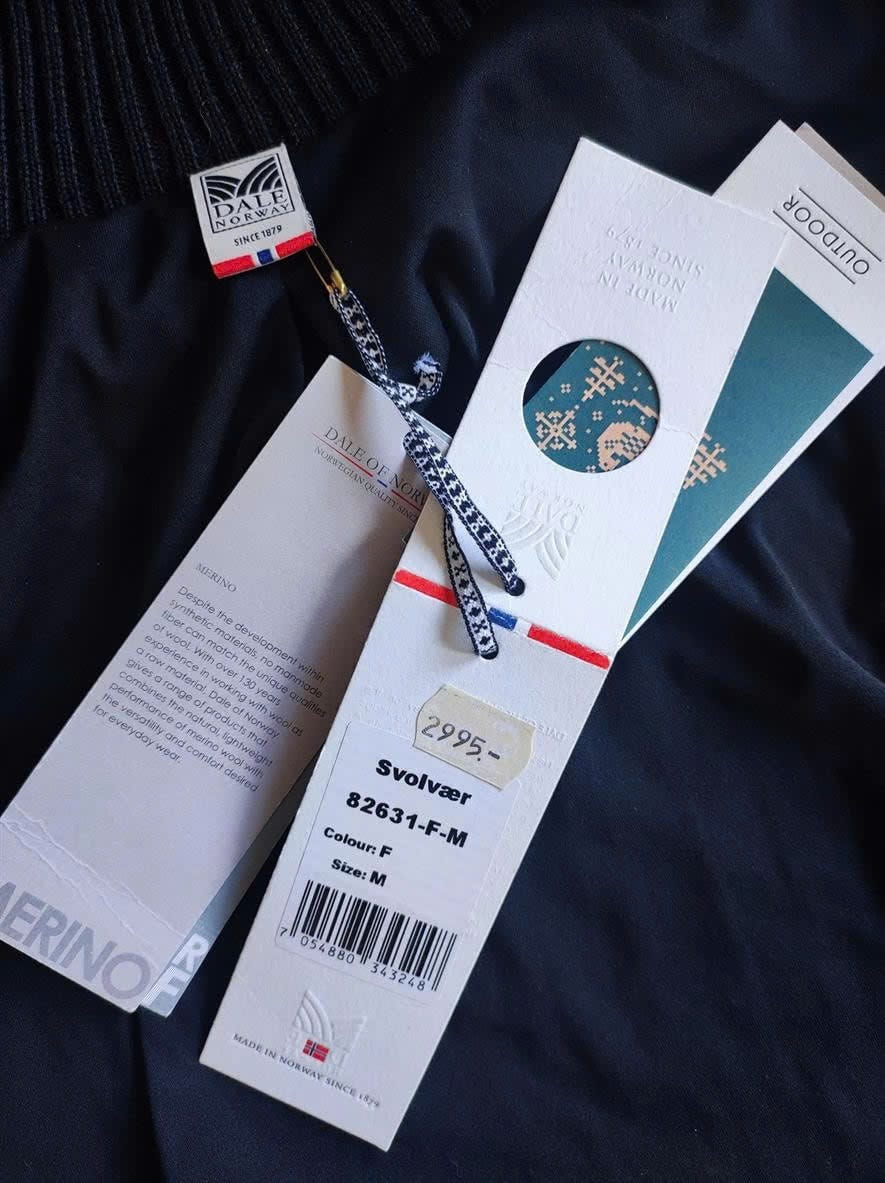 DALE
NORWAY
SINCE 1879
OUTDOOR
MADE IN
NORWAY
SINCE 1879
DALE
NORWAY
DALE OF NORW
NORWEGIAN QUALITY SINC
MERINO
Despite the development within
synthetic materials, no manmade
fiber can match the unique qualities
of wool. With over 130 years
experience in working with wool as
a raw material, Dale of Norway
gives a range of products that
combines the natural, lightweight
performance of merino wool with
the versatility and comfort desired
for everyday wear.
MERINO
2995.-
Svolvær
82631-F-M
Colour: F
Size: M
7 054880 343248
MADE IN NORWAY SINCE 1879